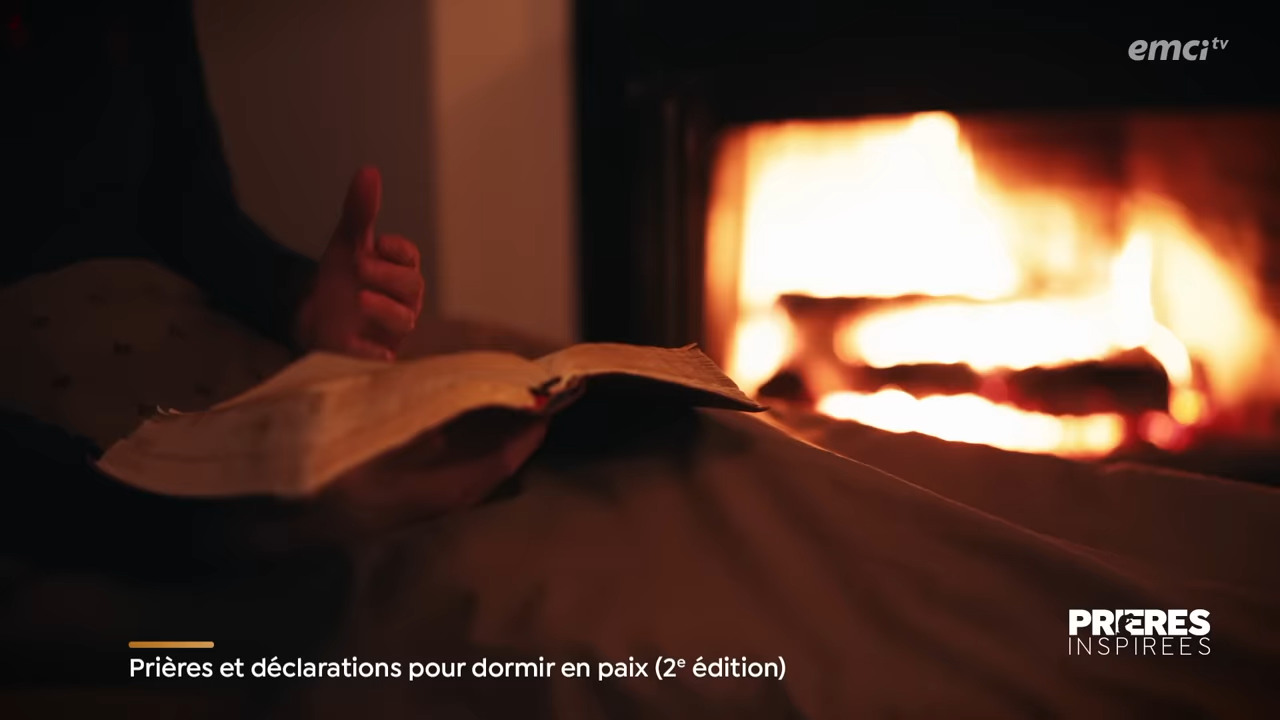 emci tv
PRIÈRES
INSPIRÉES
Prières et déclarations pour dormir en paix (2e édition)